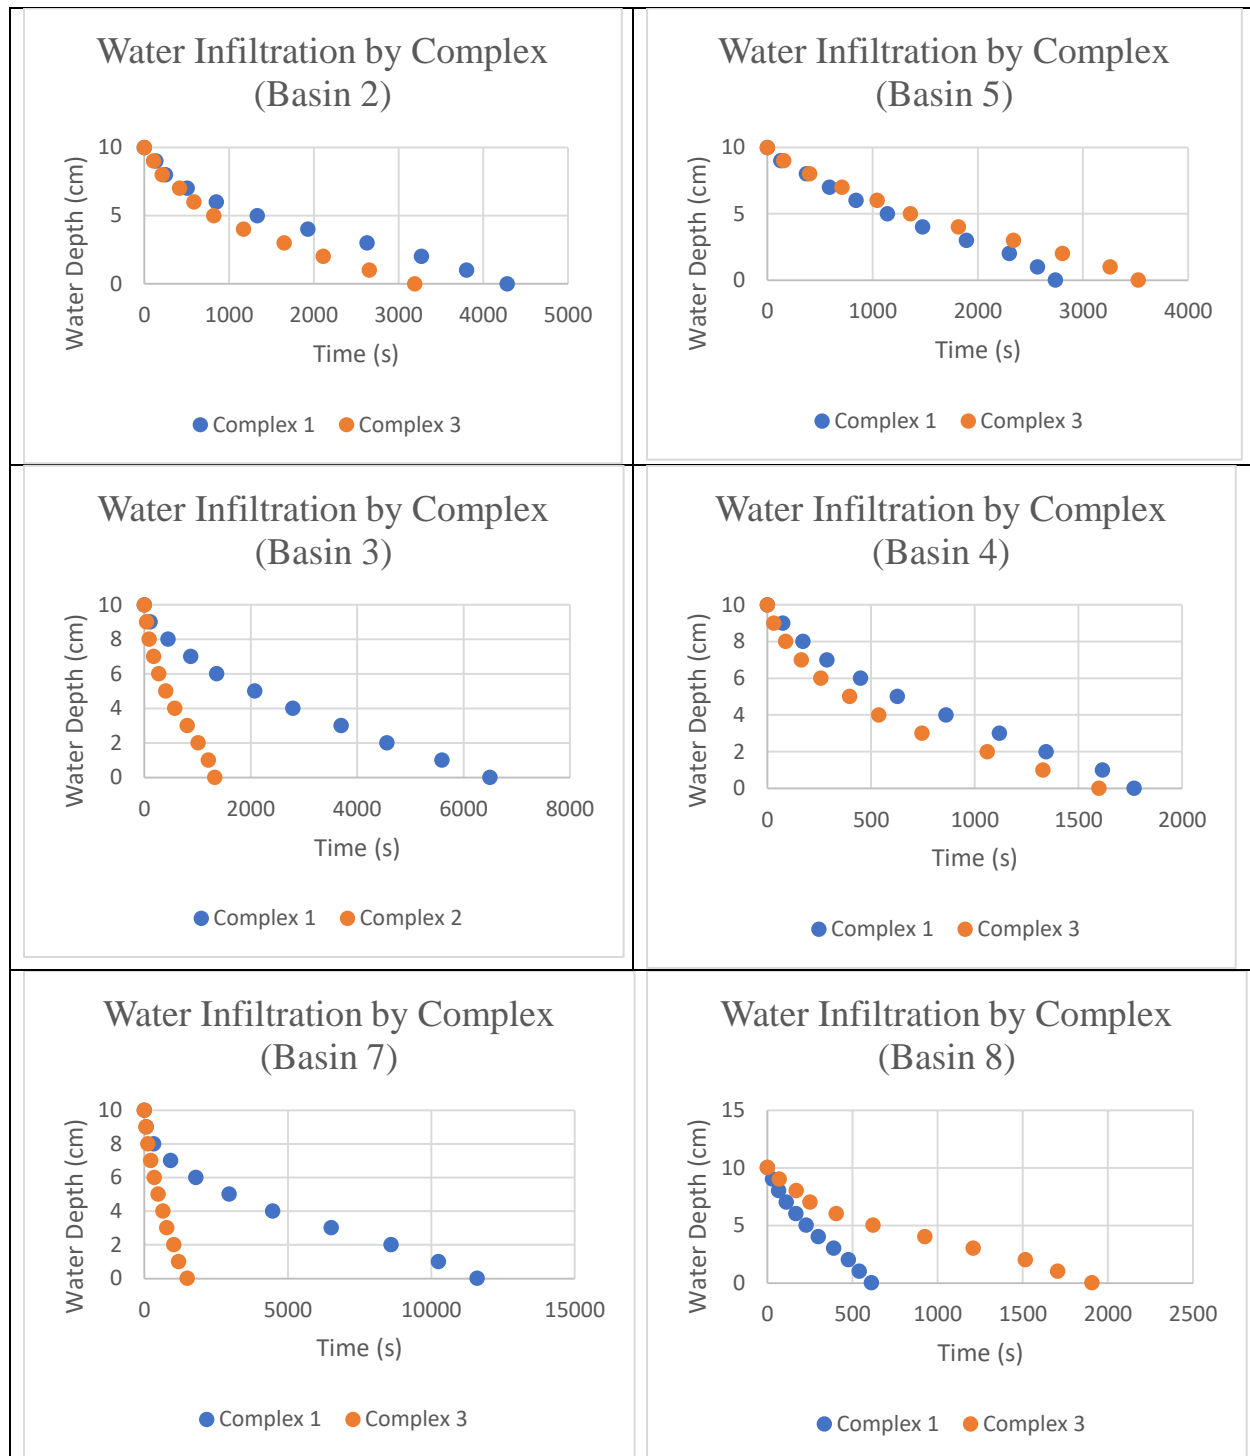 Water Infiltration by Complex
(Basin 2)
10
5
0
Water Depth (cm)
0 1000 2000 3000 4000 5000
Time (s)
Complex 1 Complex 3
Water Infiltration by Complex
(Basin 5)
10
5
0
Water Depth (cm)
0 1000 2000 3000 4000
Time (s)
Complex 1 Complex 3
Water Infiltration by Complex
(Basin 3)
10
8
6
4
2
0
Water Depth (cm)
0 2000 4000 6000 8000
Time (s)
Complex 1 Complex 2
Water Infiltration by Complex
(Basin 4)
10
8
6
4
2
0
Water Depth (cm)
0 500 1000 1500 2000
Time (s)
Complex 1 Complex 3
Water Infiltration by Complex
(Basin 7)
10
8
6
4
2
0
Water Depth (cm)
0 5000 10000 15000
Time (s)
Complex 1 Complex 3
Water Infiltration by Complex
(Basin 8)
15
10
5
0
Water Depth (cm)
0 500 1000 1500 2000 2500
Time (s)
Complex 1 Complex 3